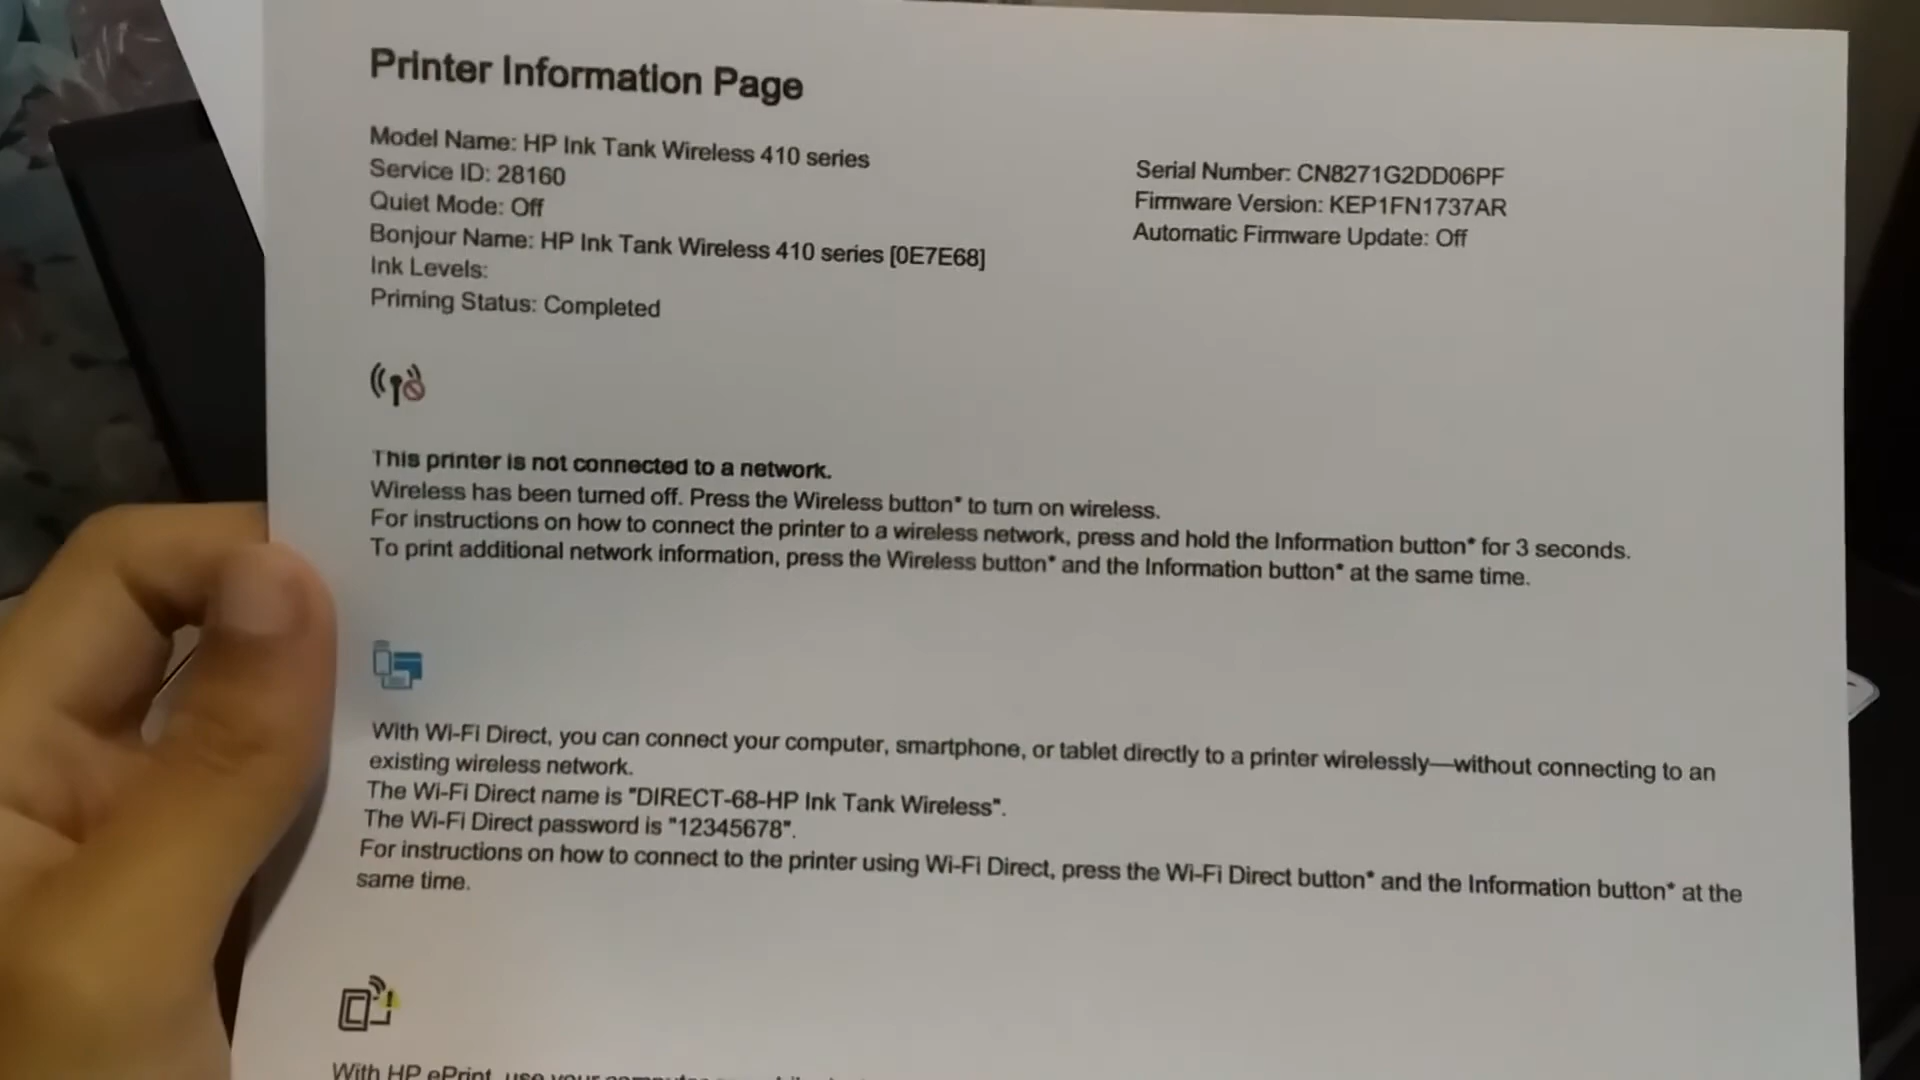 Printer Information Page
Model Name: HP Ink Tank Wireless 410 series
Service ID: 28160
Quiet Mode: Off
Bonjour Name: HP Ink Tank Wireless 410 series [0E7E68]
Ink Levels:
Priming Status: Completed
Serial Number: CN8271G2DD06PF
Firmware Version: KEP1FN1737AR
Automatic Firmware Update: Off
This printer is not connected to a network.
Wireless has been turned off. Press the Wireless button* to turn on wireless.
For instructions on how to connect the printer to a wireless network, press and hold the Information button* for 3 seconds.
To print additional network information, press the Wireless button* and the Information button* at the same time.
With Wi-Fi Direct, you can connect your computer, smartphone, or tablet directly to a printer wirelessly—without connecting to an
existing wireless network.
The Wi-Fi Direct name is "DIRECT-68-HP Ink Tank Wireless".
The Wi-Fi Direct password is "12345678".
For instructions on how to connect to the printer using Wi-Fi Direct, press the Wi-Fi Direct button* and the Information button* at the
same time.
With HP ePrint, use your